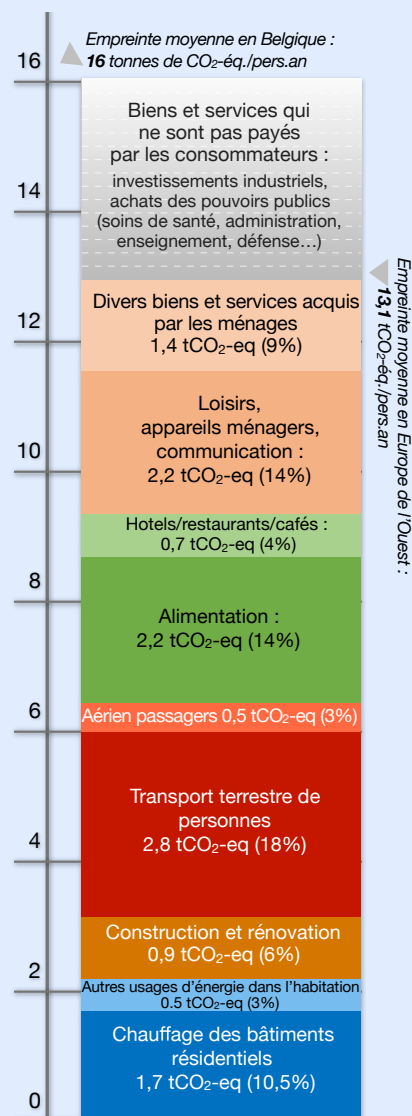 Empreinte moyenne en Belgique :
16 tonnes de CO₂-éq./pers.an
16
Biens et services qui
ne sont pas payés
par les consommateurs :
investissements industriels,
achats des pouvoirs publics
(soins de santé, administration,
enseignement, défense…)
14
Empreinte moyenne en Europe de l'Ouest :
13,1 tCO₂-éq./pers.an
Divers biens et services acquis
par les ménages
1,4 tCO₂-eq (9%)
12
Loisirs,
appareils ménagers,
communication :
2,2 tCO₂-eq (14%)
10
Hotels/restaurants/cafés :
0,7 tCO₂-eq (4%)
8
Alimentation :
2,2 tCO₂-eq (14%)
6
Aérien passagers 0,5 tCO₂-eq (3%)
Transport terrestre de
personnes
2,8 tCO₂-eq (18%)
4
Construction et rénovation
0,9 tCO₂-eq (6%)
2
Autres usages d'énergie dans l'habitation
0.5 tCO₂-eq (3%)
Chauffage des bâtiments
résidentiels
1,7 tCO₂-eq (10,5%)
0